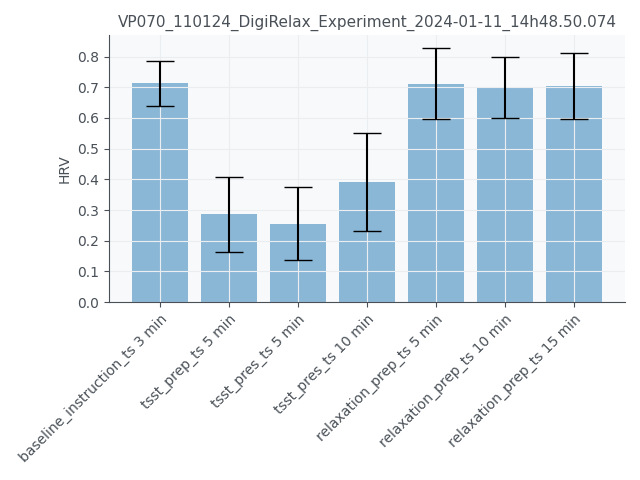 VP070_110124_DigiRelax_Experiment_2024-01-11_14h48.50.074
HRV
0.8
0.7
0.6
0.5
0.4
0.3
0.2
0.1
0.0
baseline_instruction_ts 3 min
tsst_prep_ts 5 min
tsst_pres_ts 5 min
tsst_pres_ts 10 min
relaxation_prep_ts 5 min
relaxation_prep_ts 10 min
relaxation_prep_ts 15 min